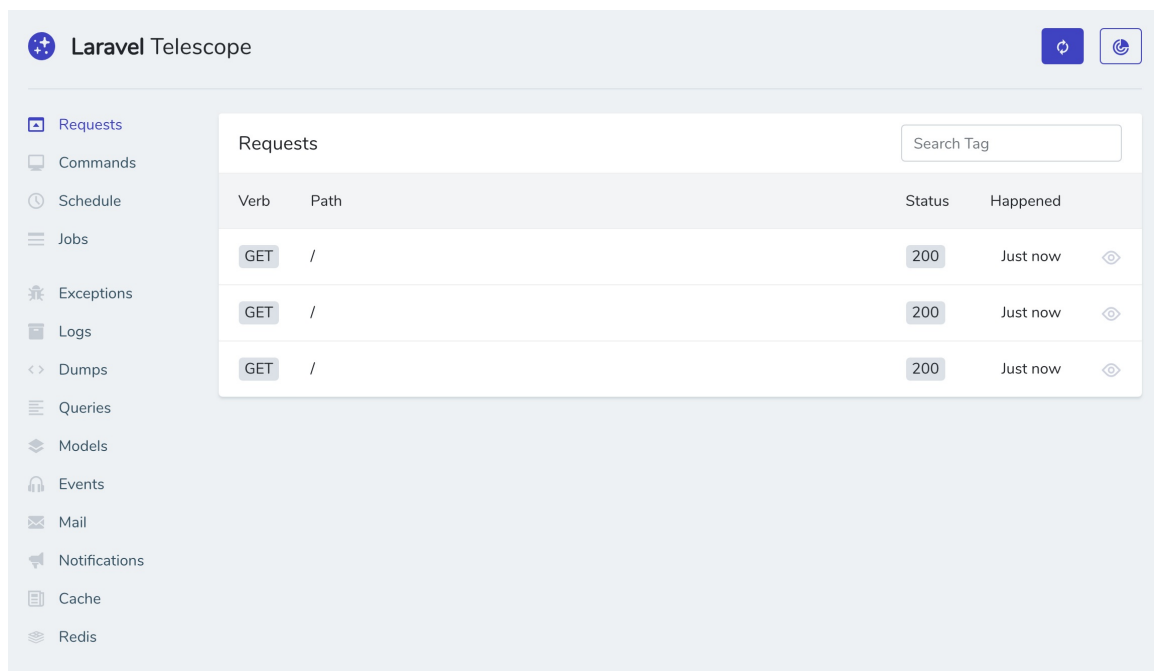 Laravel Telescope
Requests
Commands
Schedule
Jobs
Exceptions
Logs
Dumps
Queries
Models
Events
Mail
Notifications
Cache
Redis
Requests
Search Tag
Verb Path Status Happened
GET / 200 Just now
GET / 200 Just now
GET / 200 Just now